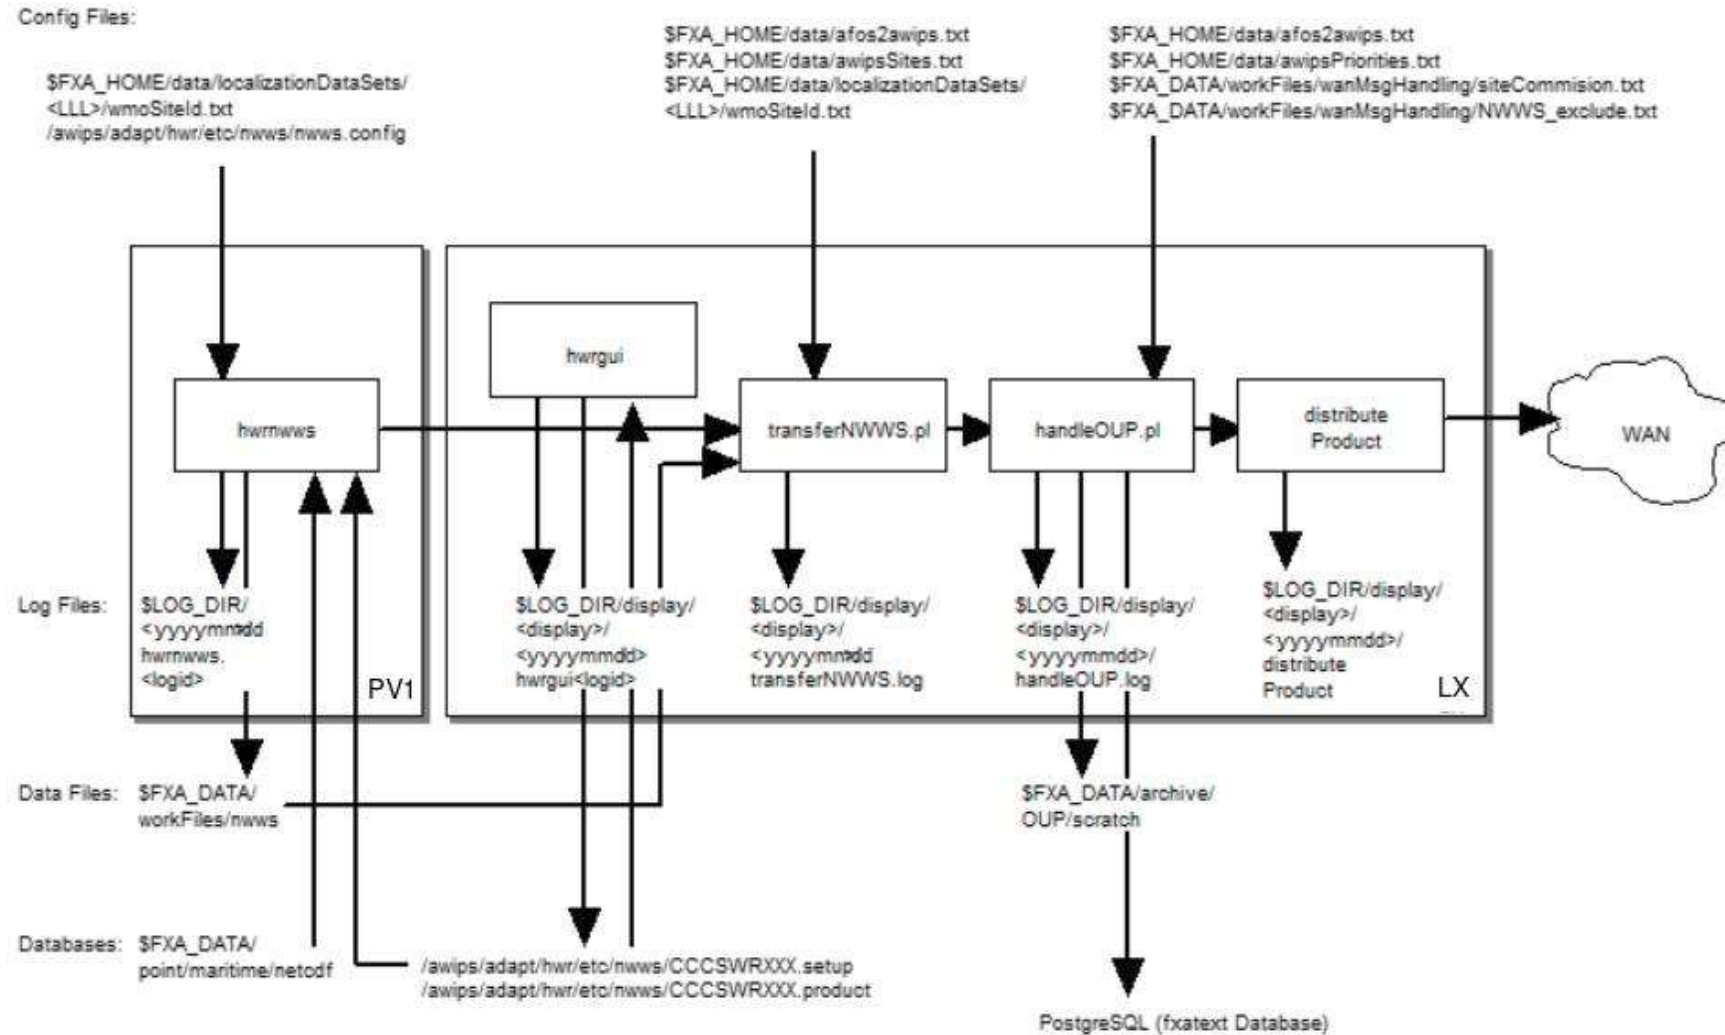 Config Files:
$FXA_HOME/data/localizationDataSets/
<LLL>/wmoSiteId.txt
/awips/adapt/hwr/etc/nwws/nwws.config
$FXA_HOME/data/afos2awips.txt
$FXA_HOME/data/awipsSites.txt
$FXA_HOME/data/localizationDataSets/
<LLL>/wmoSiteId.txt
$FXA_HOME/data/afos2awips.txt
$FXA_HOME/data/awipsPriorities.txt
$FXA_DATA/workFiles/wanMsgHandling/siteCommision.txt
$FXA_DATA/workFiles/wanMsgHandling/NWWS_exclude.txt
hwrnwws
hwrgui
transferNWWS.pl
handleOUP.pl
distribute
Product
WAN
Log Files:
$LOG_DIR/
<yyyymmdd
hwrnwws.
<logid>
PV1
$LOG_DIR/display/
<display>/
<yyyymmdd>
hwrgui<logid>
$LOG_DIR/display/
<display>/
<yyyymmdd
transferNWWS.log
$LOG_DIR/display/
<display>/
<yyyymmdd>/
handleOUP.log
$LOG_DIR/display/
<display>/
<yyyymmdd>/
distribute
Product
LX
Data Files:
$FXA_DATA/
workFiles/nwws
$FXA_DATA/archive/
OUP/scratch
Databases:
$FXA_DATA/
point/maritime/netcdf
/awips/adapt/hwr/etc/nwws/CCCSWRXXX.setup
/awips/adapt/hwr/etc/nwws/CCCSWRXXX.product
PostgreSQL (fxatext Database)